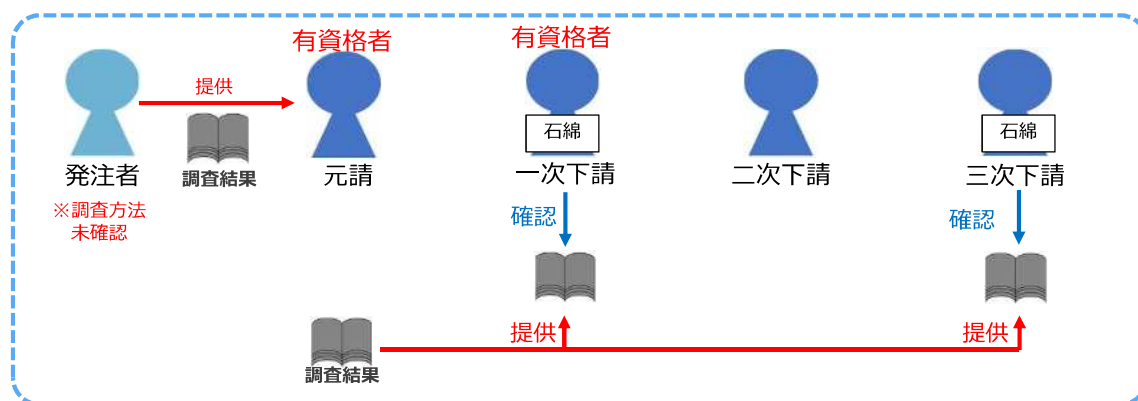 有資格者
有資格者
提供
石綿
石綿
発注者
調査結果
元請
一次下請
二次下請
三次下請
※調査方法
未確認
確認
確認
提供
提供
調査結果